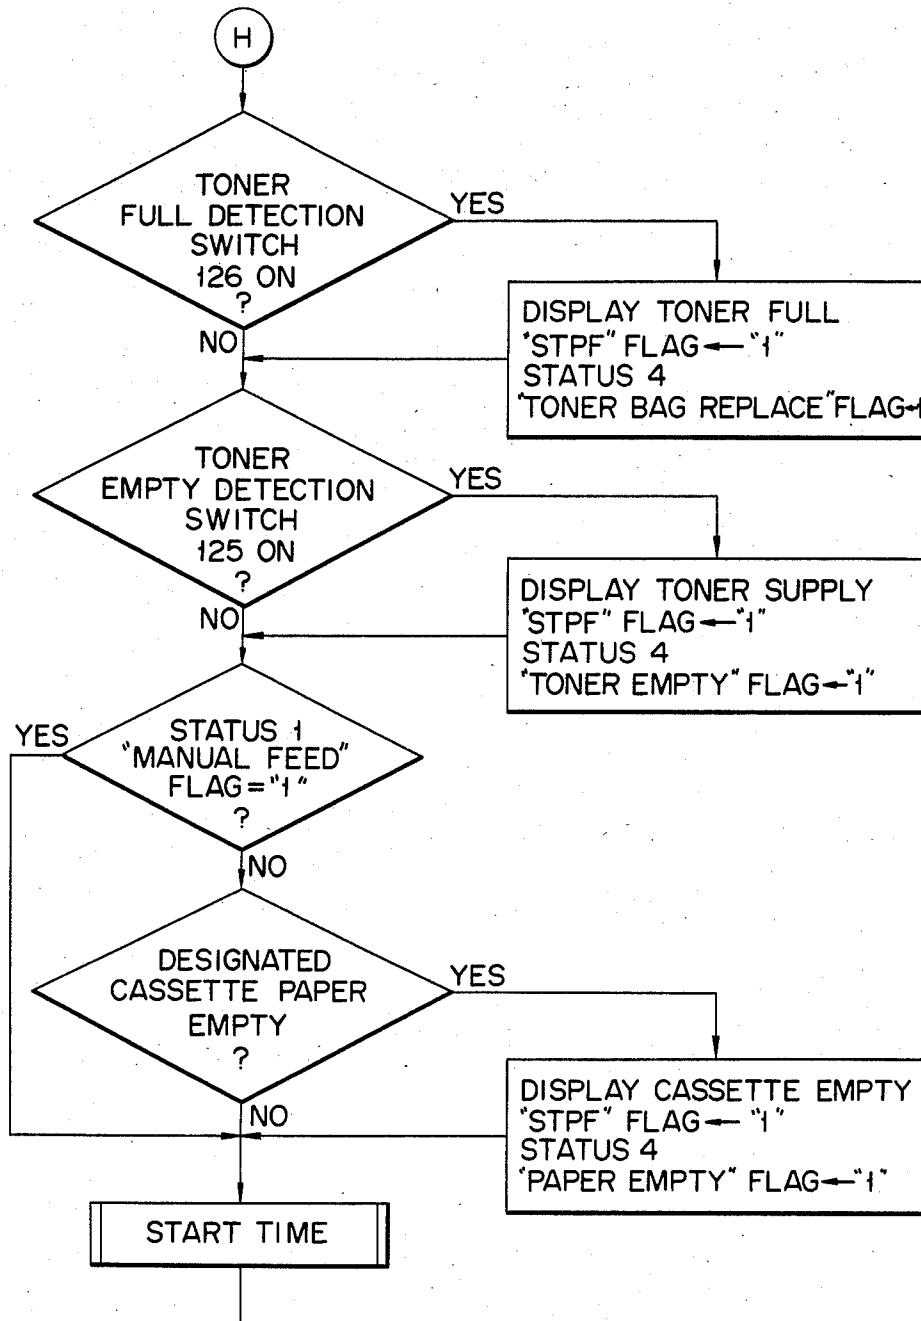 H
TONER
FULL DETECTION
SWITCH
126 ON
?
YES
NO
DISPLAY TONER FULL
"STPF" FLAG ← "1"
STATUS 4
"TONER BAG REPLACE" FLAG ←
TONER
EMPTY DETECTION
SWITCH
125 ON
?
YES
NO
DISPLAY TONER SUPPLY
"STPF" FLAG ← "1"
STATUS 4
"TONER EMPTY" FLAG ← "1"
STATUS 1
"MANUAL FEED"
FLAG = "1"
?
YES
NO
DESIGNATED
CASSETTE PAPER
EMPTY
?
YES
NO
DISPLAY CASSETTE EMPTY
"STPF" FLAG ← "1"
STATUS 4
"PAPER EMPTY" FLAG ← "1"
START TIME